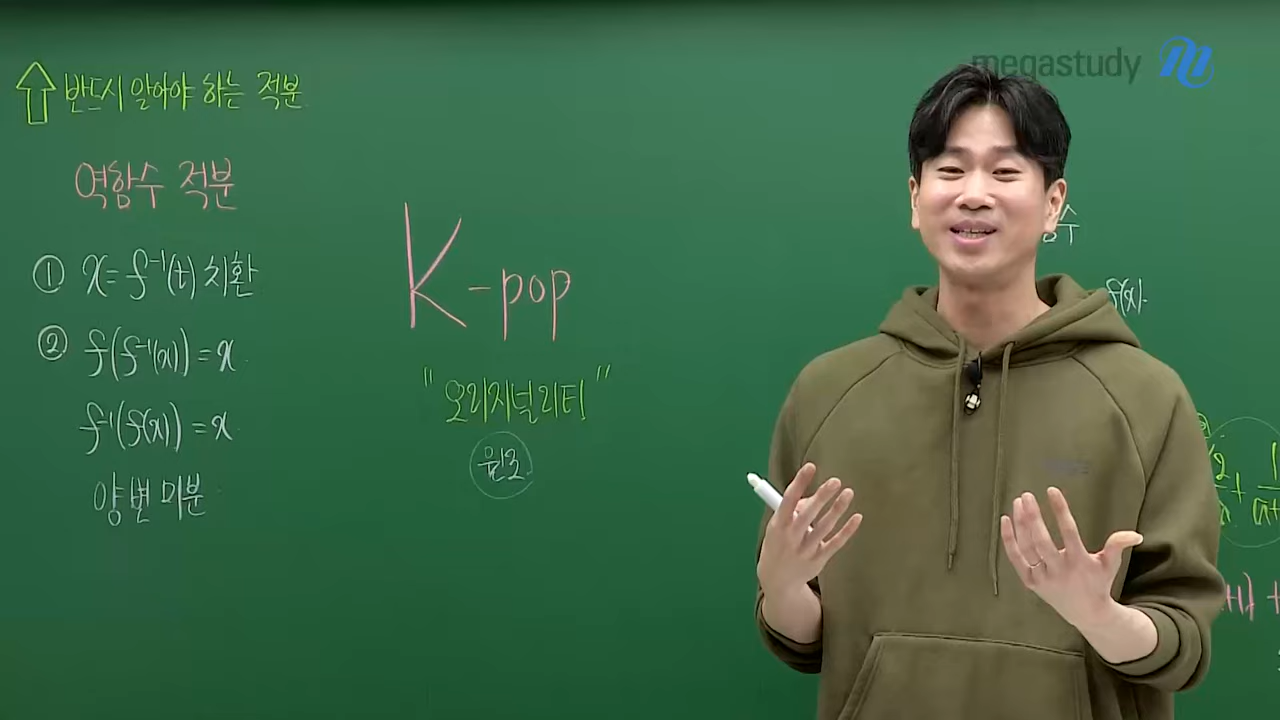 megastudy
반드시 알아야 하는 적분
역함수 적분
① x = f⁻¹(t) 치환
② f(f⁻¹(x)) = x
f⁻¹(f(x)) = x
양변 미분
K-pop
"오리지널리티"
원조
f(x)